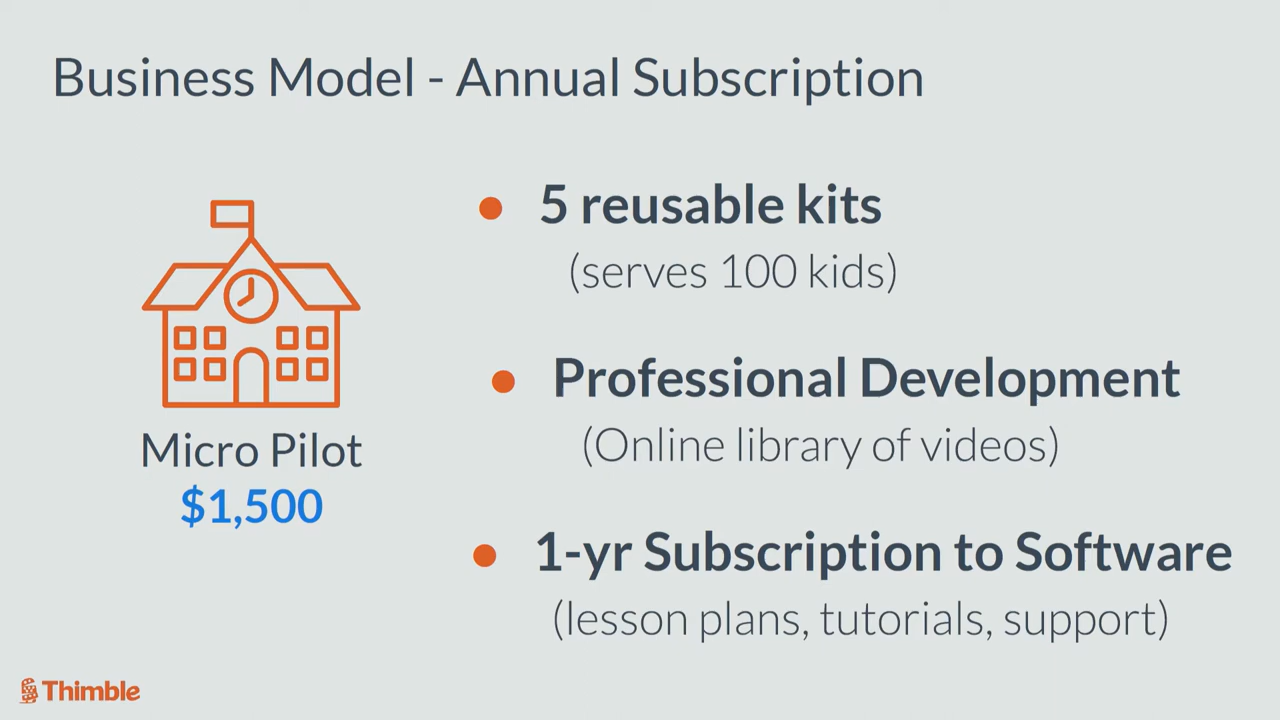 Business Model - Annual Subscription
5 reusable kits
(serves 100 kids)
Professional Development
(Online library of videos)
1-yr Subscription to Software
(lesson plans, tutorials, support)
Micro Pilot
$1,500
Thimble